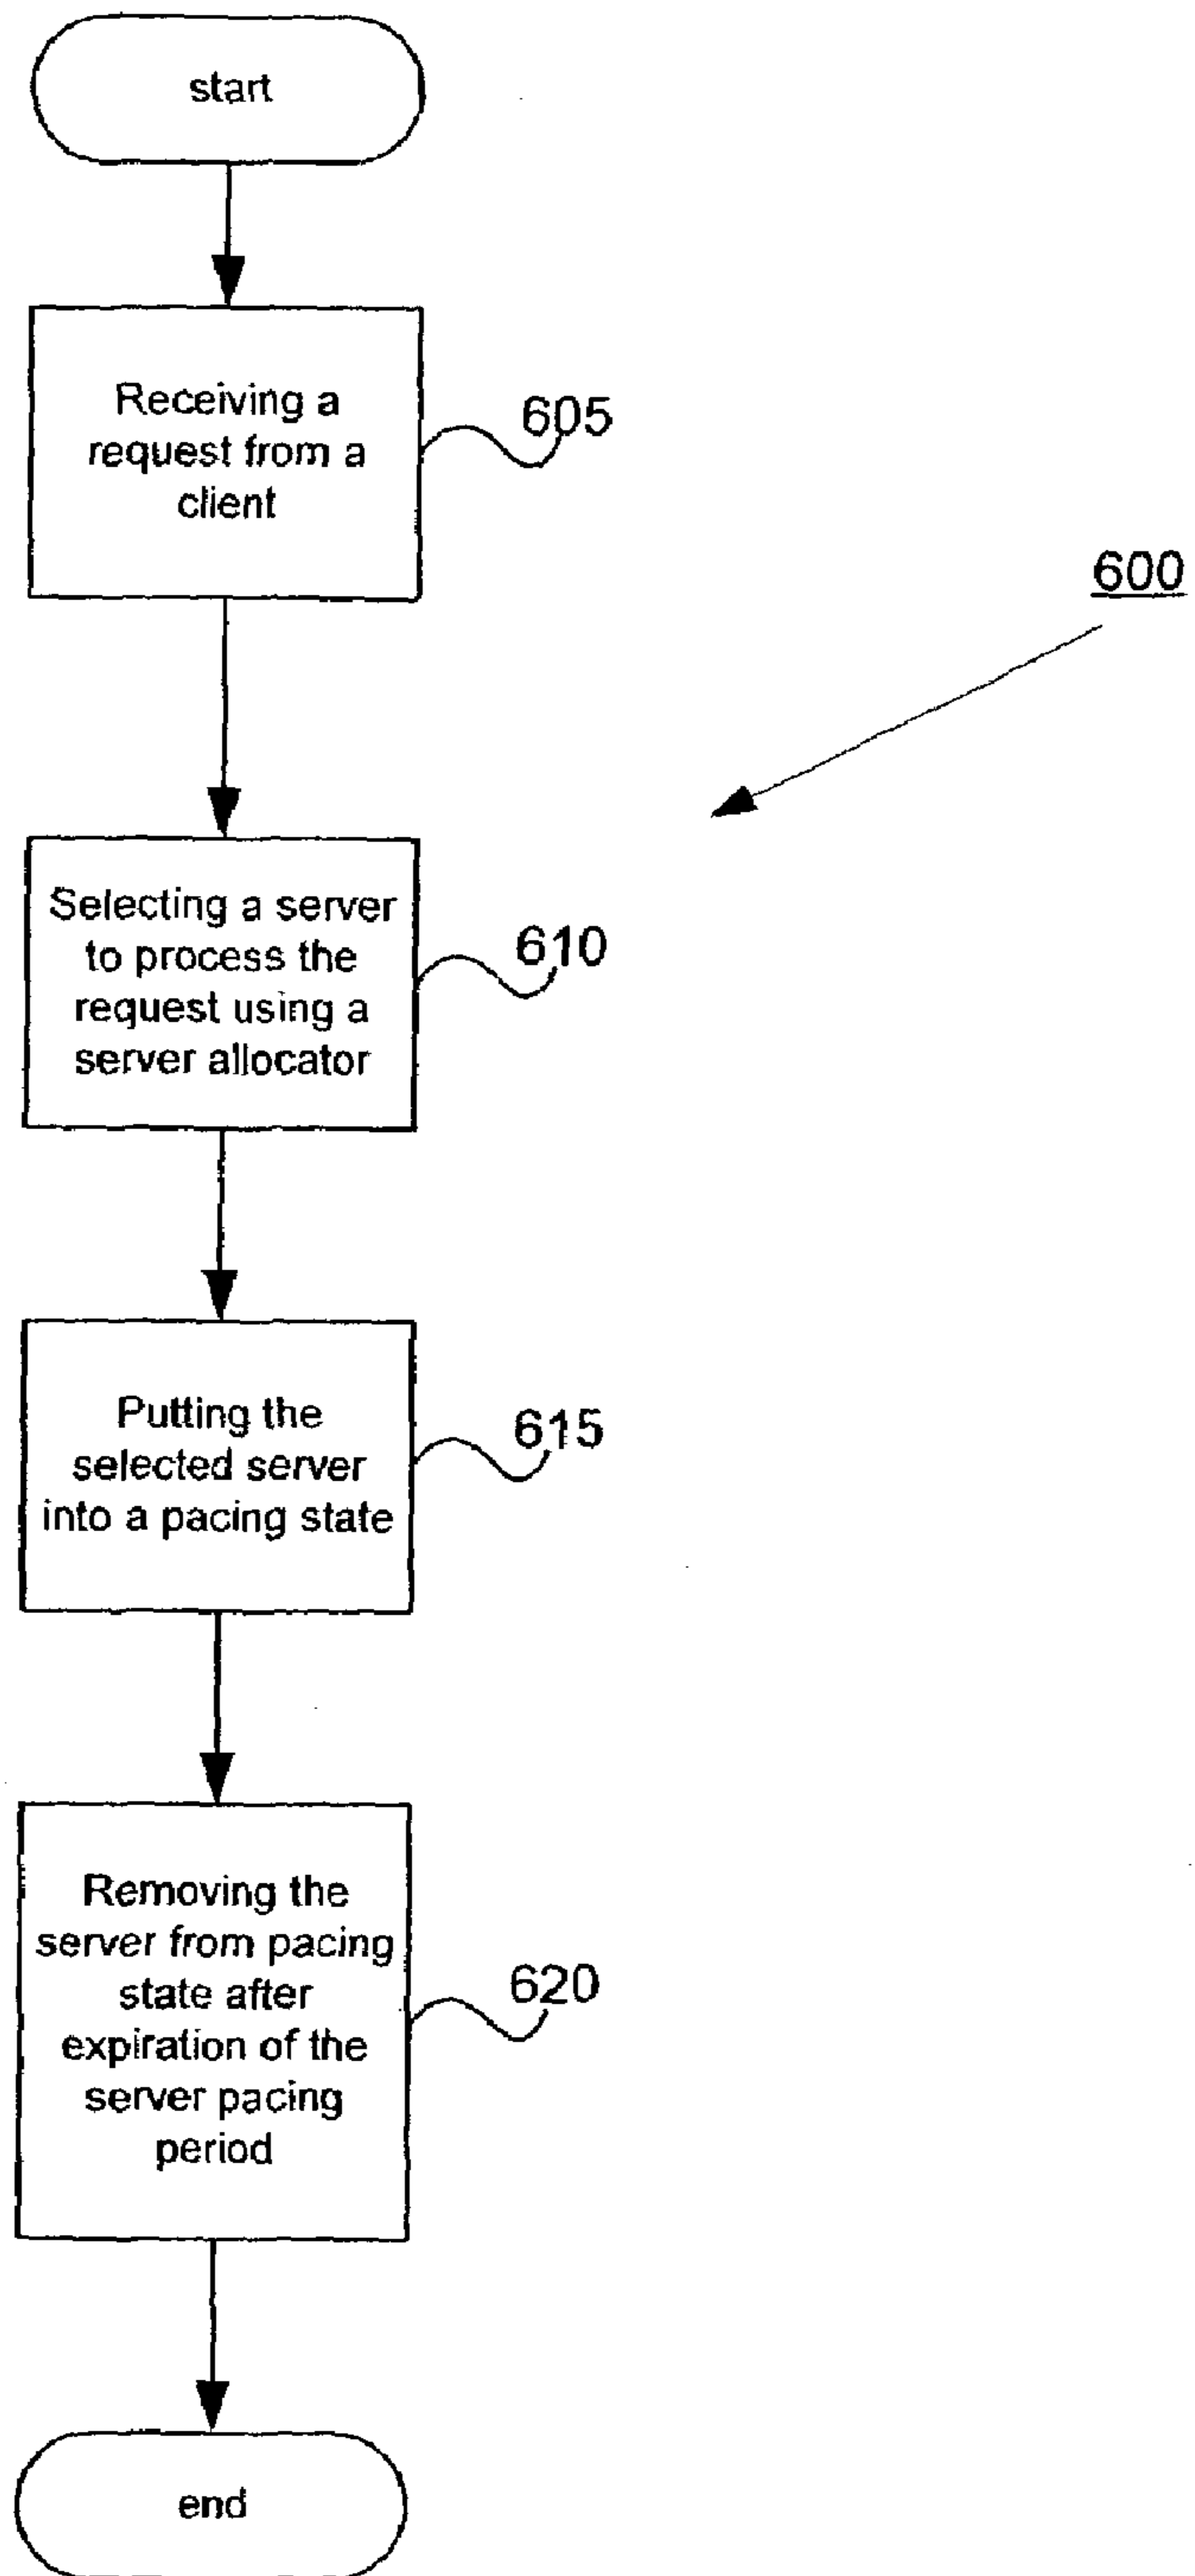 start
Receiving a
request from a
client
605
600
Selecting a server
to process the
request using a
server allocator
610
Putting the
selected server
into a pacing state
615
Removing the
server from pacing
state after
expiration of the
server pacing
period
620
end